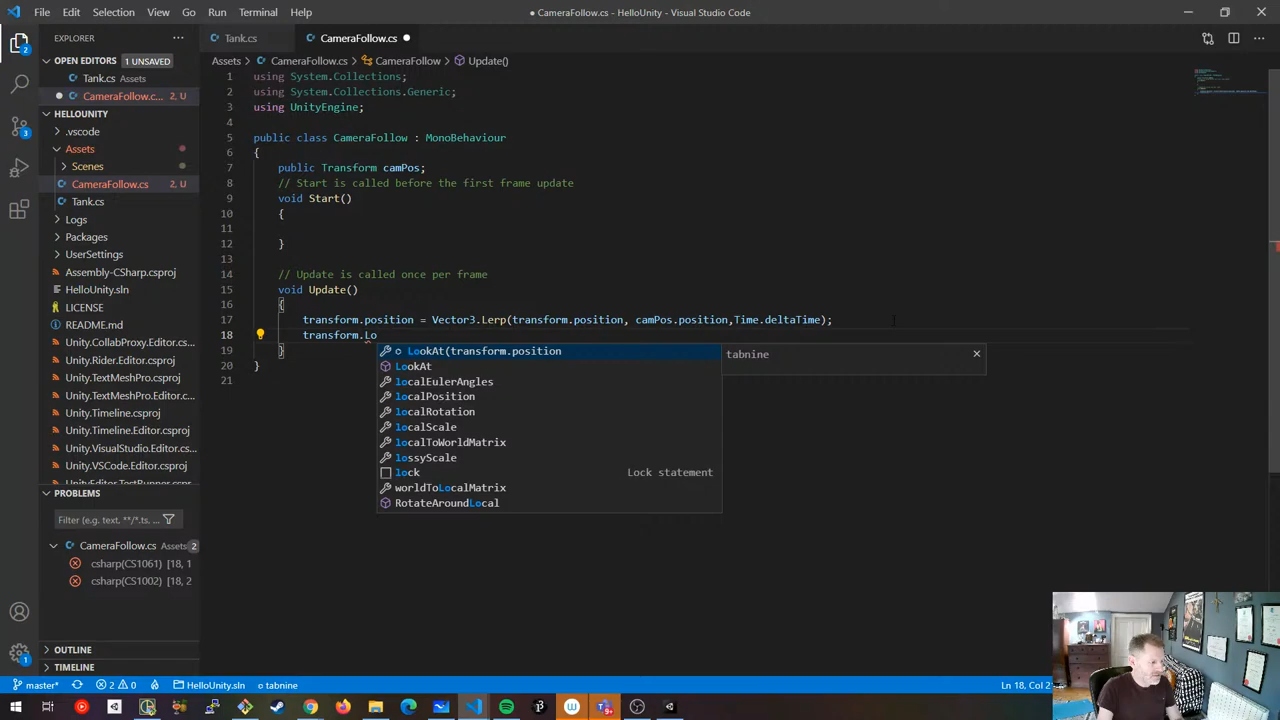 File Edit Selection View Go Run Terminal Help
● CameraFollow.cs - HelloUnity - Visual Studio Code
EXPLORER
Tank.cs
CameraFollow.cs
OPEN EDITORS 1 UNSAVED
Tank.cs Assets
CameraFollow.c... 2, U
HELLOUNITY
.vscode
Assets
Scenes
CameraFollow.cs 2, U
Tank.cs
Logs
Packages
UserSettings
Assembly-CSharp.csproj
HelloUnity.sln
LICENSE
README.md
Unity.CollabProxy.Editor.cs...
Unity.Rider.Editor.csproj
Unity.TextMeshPro.Editor.cs...
Unity.TextMeshPro.csproj
Unity.Timeline.csproj
Unity.Timeline.Editor.csproj
Unity.VisualStudio.Editor.cs...
Unity.VSCode.Editor.csproj
UnityEditor.TestRunner.csproj
PROBLEMS
Filter (e.g. text, **/*.ts, ...
CameraFollow.cs Assets 2
csharp(CS1061) [18, 1
csharp(CS1002) [18, 2
OUTLINE
TIMELINE
Assets > CameraFollow.cs > CameraFollow > Update()
1 using System.Collections;
2 using System.Collections.Generic;
3 using UnityEngine;
4
5 public class CameraFollow : MonoBehaviour
6 {
7 public Transform camPos;
8 // Start is called before the first frame update
9 void Start()
10 {
11
12 }
13
14 // Update is called once per frame
15 void Update()
16 {
17 transform.position = Vector3.Lerp(transform.position, camPos.position,Time.deltaTime);
18 transform.Lo
19 }
20 }
21
LookAt(transform.position
tabnine
LookAt
localEulerAngles
localPosition
localRotation
localScale
localToWorldMatrix
lossyScale
lock Lock statement
worldToLocalMatrix
RotateAroundLocal
master* 2 0 HelloUnity.sln tabnine Ln 18, Col 2